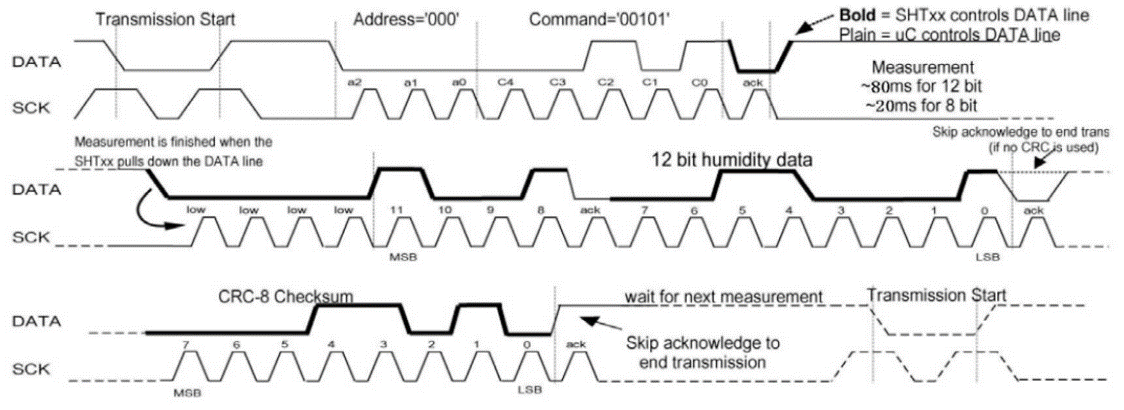 Transmission Start Address='000' Command='00101' Bold = SHTxx controls DATA line
Plain = uC controls DATA line
DATA
Measurement
a2 a1 a0 C4 C3 C2 C1 C0 ack
~80ms for 12 bit
SCK
~20ms for 8 bit
Measurement is finished when the
SHTxx pulls down the DATA line
Skip acknowledge to end trans
(if no CRC is used)
12 bit humidity data
DATA
low low low low 11 10 9 8 ack 7 6 5 4 3 2 1 0 ack
SCK
MSB LSB
CRC-8 Checksum wait for next measurement Transmission Start
DATA
Skip acknowledge to
end transmission
7 6 5 4 3 2 1 0 ack
SCK
MSB LSB